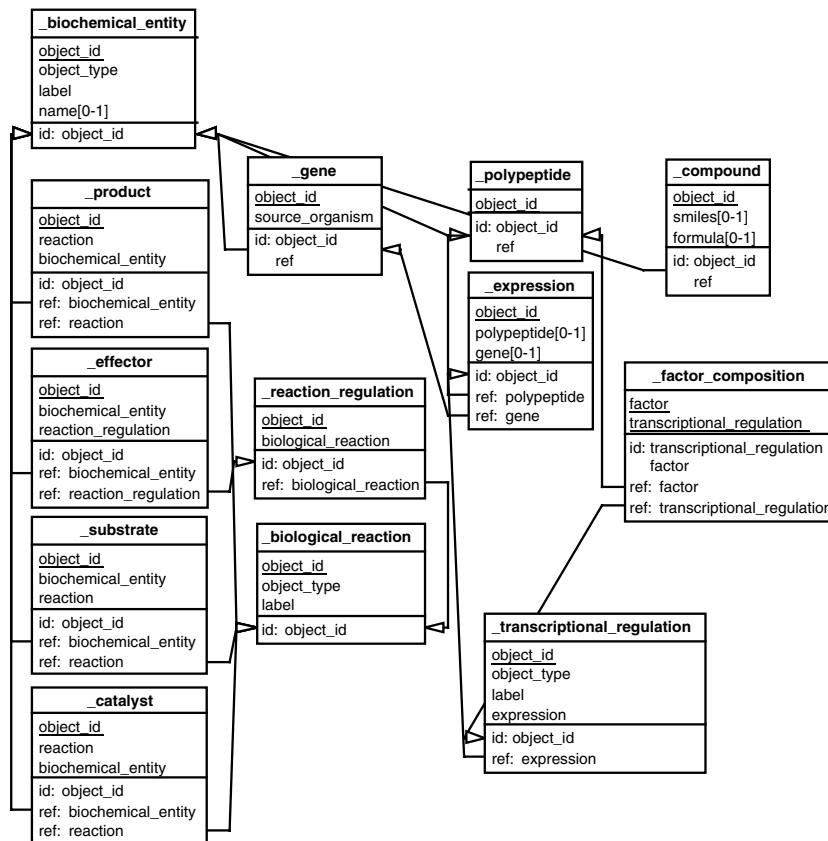 _biochemical_entity
object_id
object_type
label
name[0-1]
id: object_id
_product
object_id
reaction
biochemical_entity
id: object_id
ref: biochemical_entity
ref: reaction
_effector
object_id
biochemical_entity
reaction_regulation
id: object_id
ref: biochemical_entity
ref: reaction_regulation
_substrate
object_id
biochemical_entity
reaction
id: object_id
ref: biochemical_entity
ref: reaction
_catalyst
object_id
reaction
biochemical_entity
id: object_id
ref: biochemical_entity
ref: reaction
_gene
object_id
source_organism
id: object_id
ref
_reaction_regulation
object_id
biological_reaction
id: object_id
ref: biological_reaction
_biological_reaction
object_id
object_type
label
id: object_id
_polypeptide
object_id
id: object_id
ref
_expression
object_id
polypeptide[0-1]
gene[0-1]
id: object_id
ref: polypeptide
ref: gene
_compound
object_id
smiles[0-1]
formula[0-1]
id: object_id
ref
_factor_composition
factor
transcriptional_regulation
id: transcriptional_regulation
factor
ref: factor
ref: transcriptional_regulation
_transcriptional_regulation
object_id
object_type
label
expression
id: object_id
ref: expression